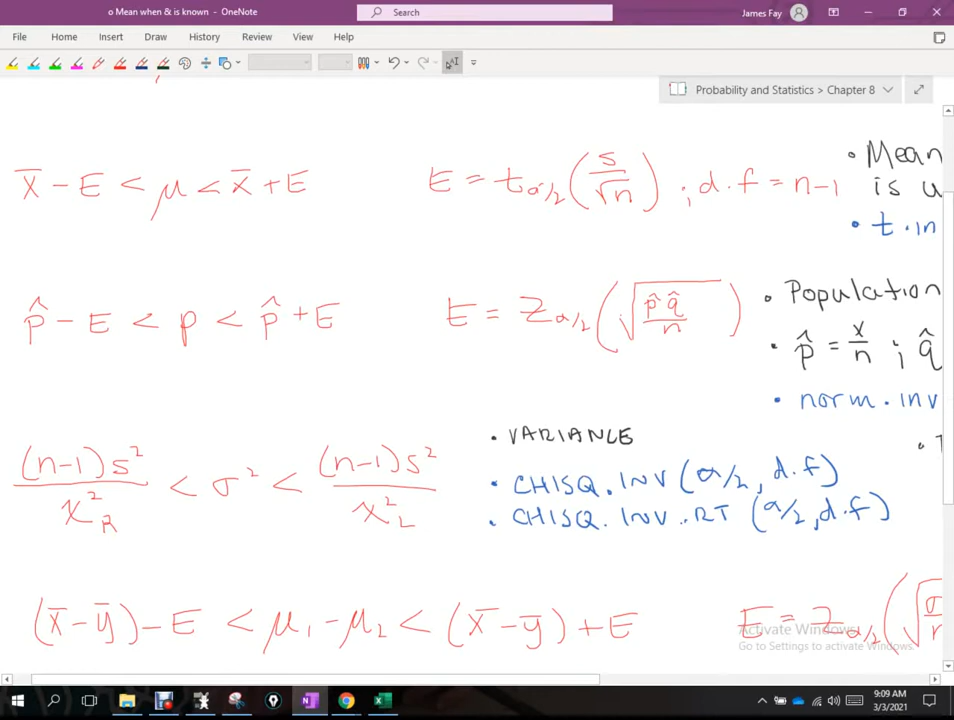 o Mean when & is known - OneNote
Search
James Fay
File Home Insert Draw History Review View Help
Probability and Statistics > Chapter 8
x̄ - E < μ < x̄ + E
E = t α/2 (s/√n) ; d.f = n-1
• Mean
is u
• t.in
p̂ - E < p < p̂ + E
E = Z α/2 (√(p̂q̂/n))
• Population
• p̂ = x/n ; q̂
• norm.inv
(n-1)s²/χ²R < σ² < (n-1)s²/χ²L
• VARIANCE
• CHISQ.INV (α/2, d.f)
• CHISQ.INV.RT (α/2, d.f)
(x̄-ȳ)-E < μ₁-μ₂ < (x̄-ȳ)+E
E = Z α/2 (√
Activate Windows
Go to Settings to activate Windows.
9:09 AM
3/3/2021